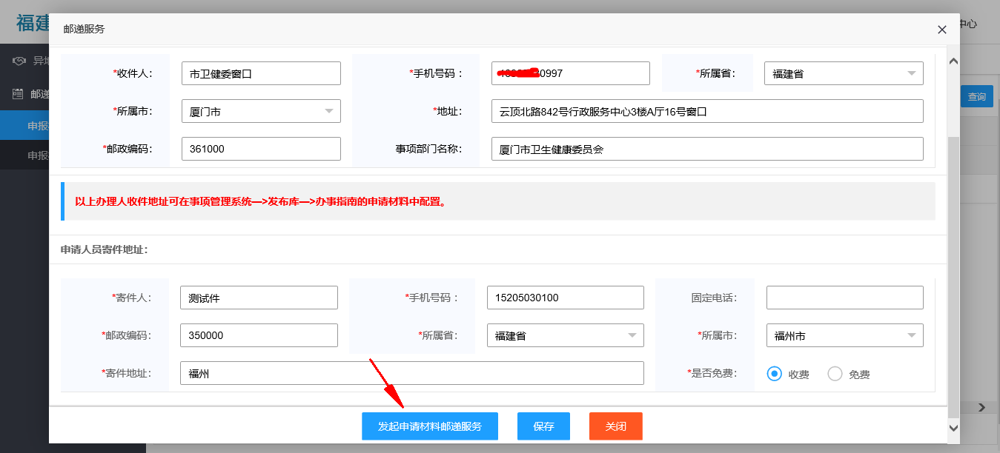 福建
中心
邮递服务
异地
邮递
申报
申报
查询
*收件人: 市卫健委窗口 *手机号码: 0997 *所属省: 福建省
*所属市: 厦门市 *地址: 云顶北路842号行政服务中心3楼A厅16号窗口
*邮政编码: 361000 事项部门名称: 厦门市卫生健康委员会
以上办理人收件地址可在事项管理系统—>发布库—>办事指南的申请材料中配置。
申请人员寄件地址:
*寄件人: 测试件 *手机号码: 15205030100 固定电话:
*邮政编码: 350000 *所属省: 福建省 *所属市: 福州市
*寄件地址: 福州 *是否免费: 收费 免费
发起申请材料邮递服务 保存 关闭